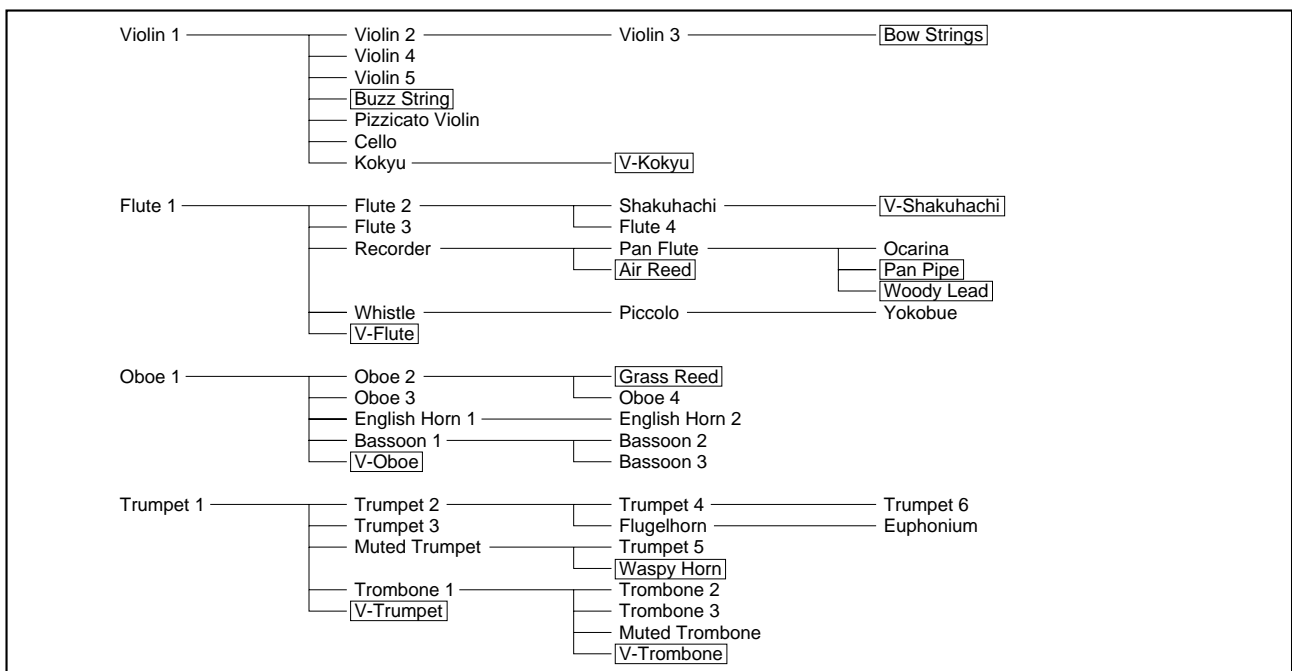 Violin 1 Violin 2 Violin 3 Bow Strings
Violin 4
Violin 5
Buzz String
Pizzicato Violin
Cello
Kokyu V-Kokyu
Flute 1 Flute 2 Shakuhachi V-Shakuhachi
Flute 3 Flute 4
Recorder Pan Flute Ocarina
Air Reed Pan Pipe
Woody Lead
Whistle Piccolo Yokobue
V-Flute
Oboe 1 Oboe 2 Grass Reed
Oboe 3 Oboe 4
English Horn 1 English Horn 2
Bassoon 1 Bassoon 2
V-Oboe Bassoon 3
Trumpet 1 Trumpet 2 Trumpet 4 Trumpet 6
Trumpet 3 Flugelhorn Euphonium
Muted Trumpet Trumpet 5
Waspy Horn
Trombone 1 Trombone 2
V-Trumpet Trombone 3
Muted Trombone
V-Trombone